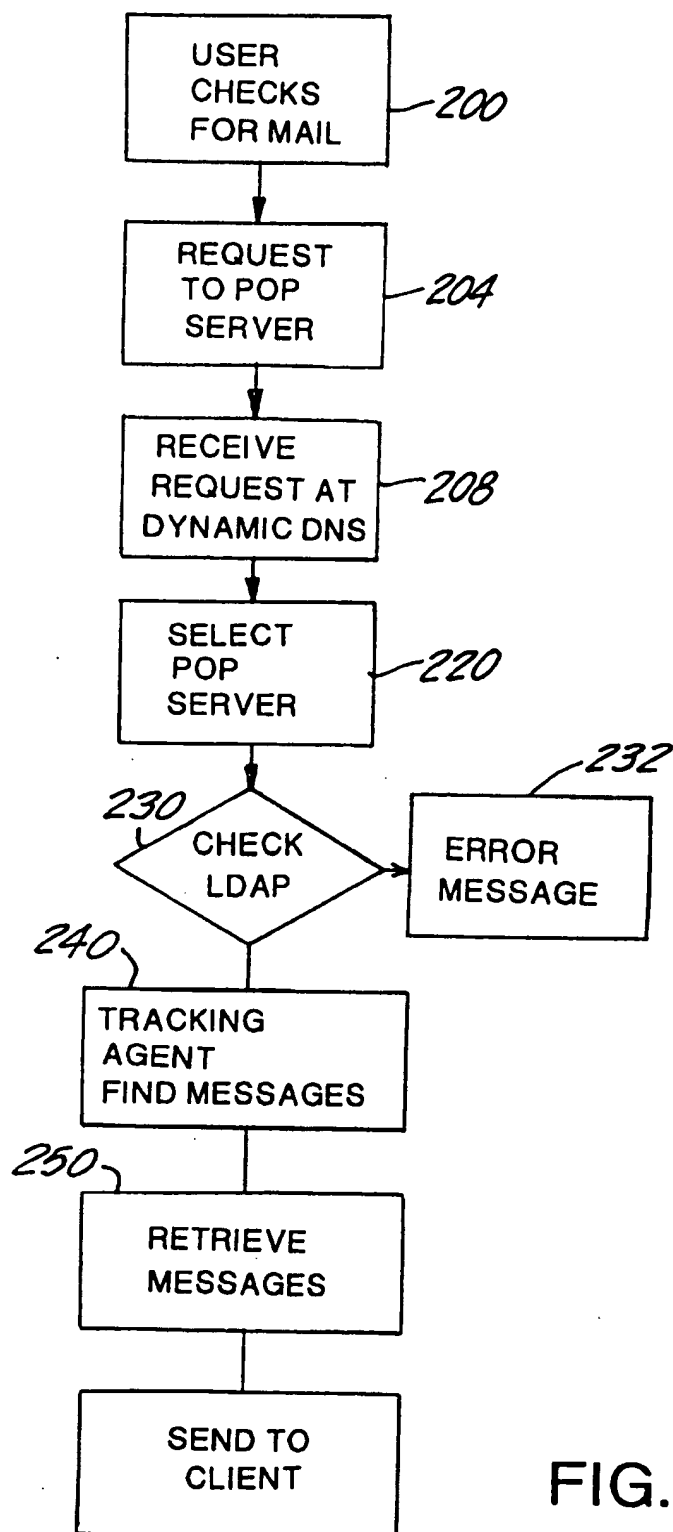 USER
CHECKS
FOR MAIL
200
REQUEST
TO POP
SERVER
204
RECEIVE
REQUEST AT
DYNAMIC DNS
208
SELECT
POP
SERVER
220
230
CHECK
LDAP
232
ERROR
MESSAGE
240
TRACKING
AGENT
FIND MESSAGES
250
RETRIEVE
MESSAGES
SEND TO
CLIENT
FIG.